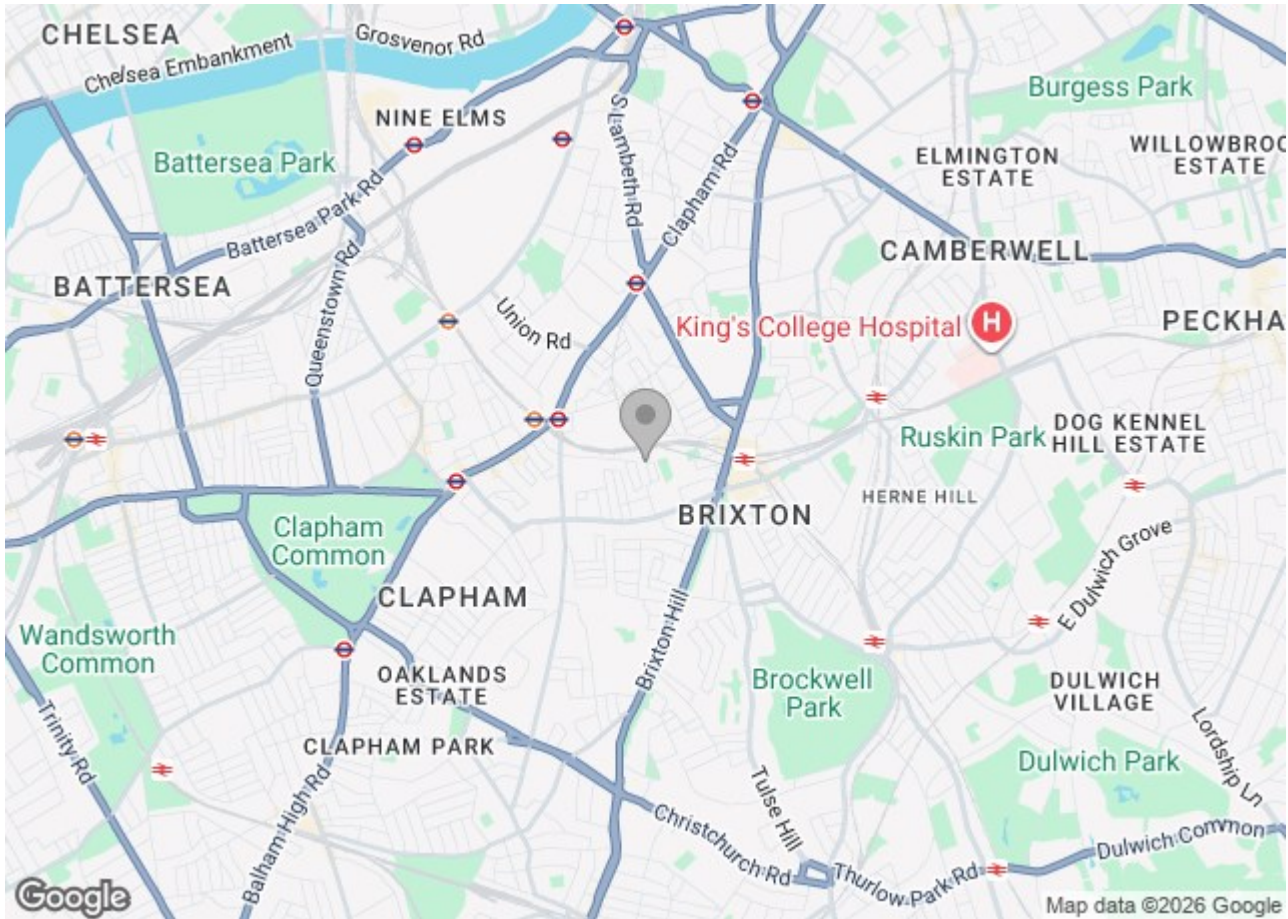 CHELSEA
Chelsea Embankment
Grosvenor Rd
NINE ELMS
Battersea Park
Battersea Park Rd
S Lambeth Rd
Clapham Rd
Burgess Park
ELMINGTON
ESTATE
WILLOWBROO
ESTATE
CAMBERWELL
BATTERSEA
Queenstown Rd
Union Rd
King's College Hospital
H
PECKHA
Ruskin Park
DOG KENNEL
HILL ESTATE
HERNE HILL
BRIXTON
Clapham
Common
CLAPHAM
E Dulwich Grove
Wandsworth
Common
OAKLANDS
ESTATE
Brixton Hill
Brockwell
Park
DULWICH
VILLAGE
CLAPHAM PARK
Trinity Rd
Balham High Rd
Tulse Hill
Dulwich Park
Lordship Ln
Christchurch Rd
Thurlow Park Rd
Dulwich Common
Google
Map data ©2026 Google